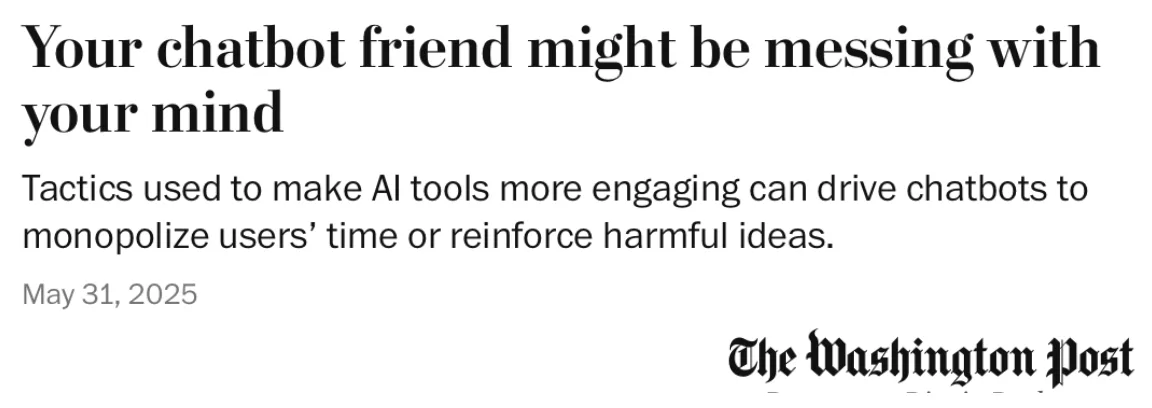 Your chatbot friend might be messing with
your mind
Tactics used to make AI tools more engaging can drive chatbots to
monopolize users’ time or reinforce harmful ideas.
May 31, 2025
The Washington Post